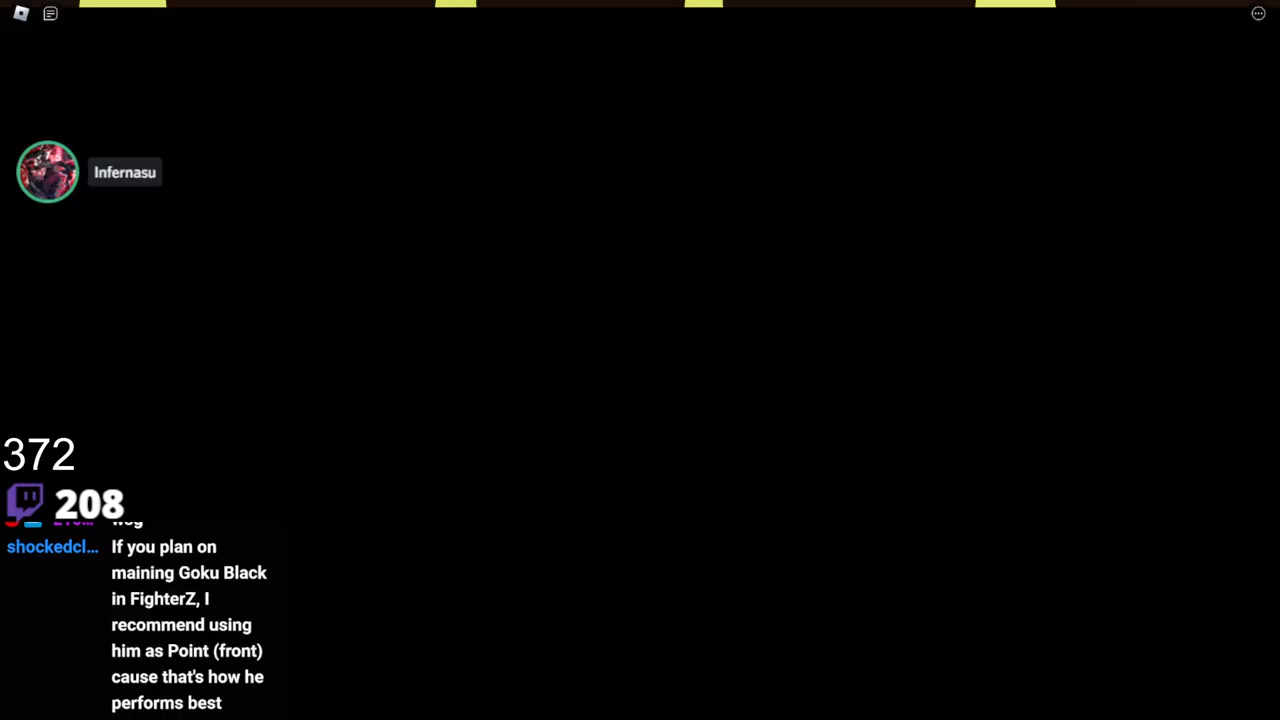 Infernasu
372
208
shockedcl... If you plan on
maining Goku Black
in FighterZ, I
recommend using
him as Point (front)
cause that's how he
performs best